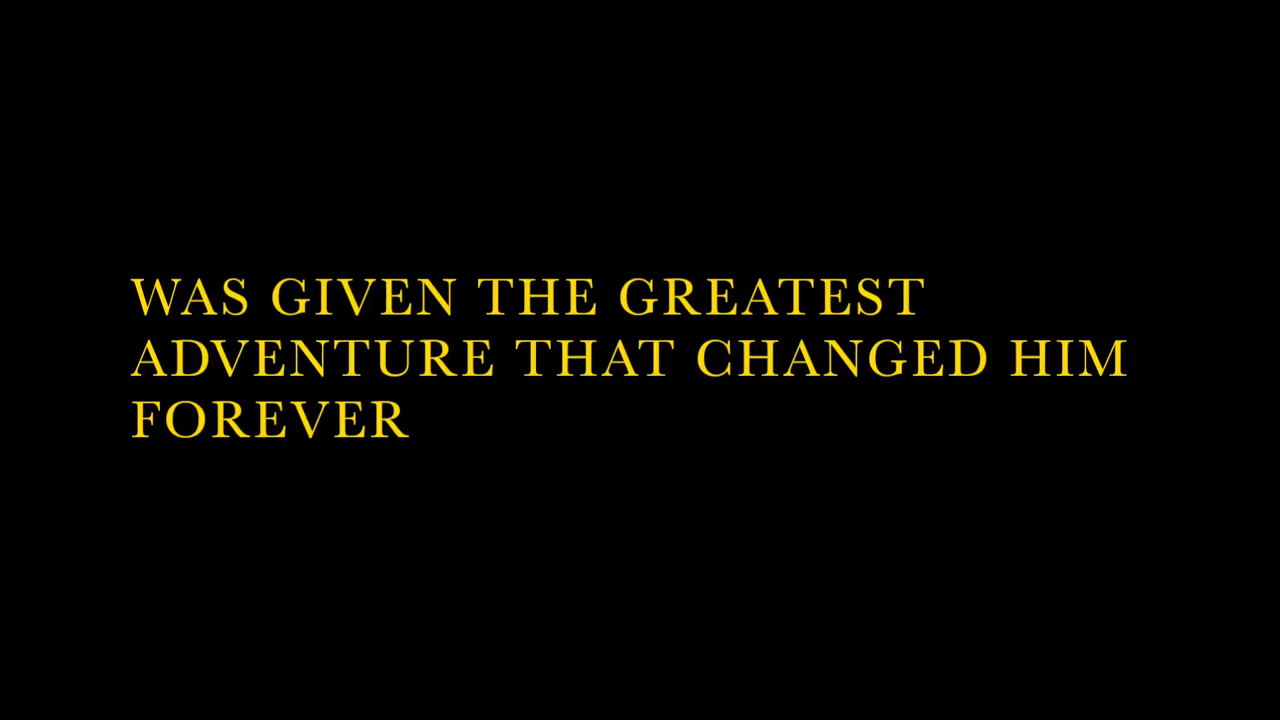 WAS GIVEN THE GREATEST
ADVENTURE THAT CHANGED HIM
FOREVER